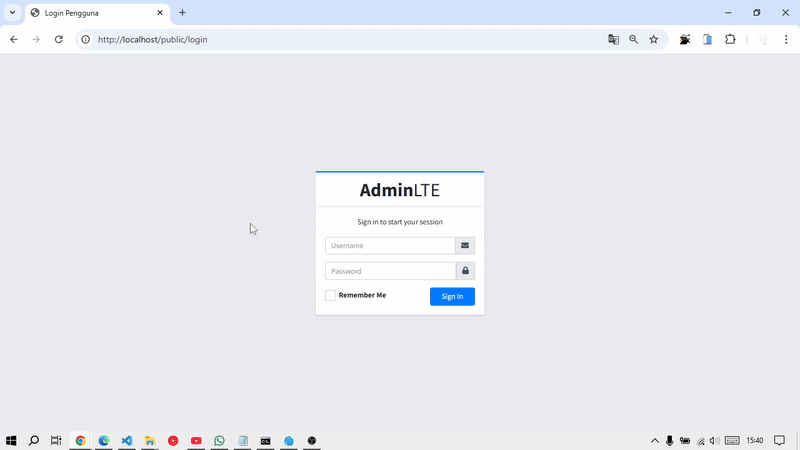 Login Pengguna
http://localhost/public/login
AdminLTE
Sign in to start your session
Username
Password
Remember Me
Sign In
15:40